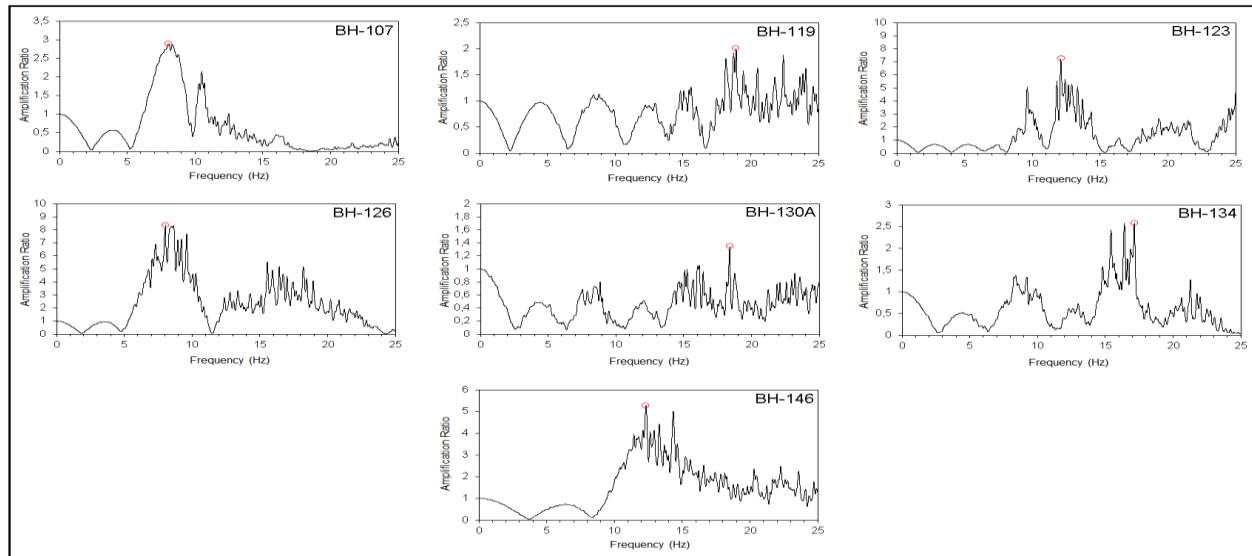 BH-107
Amplification Ratio
3,5
3
2,5
2
1,5
1
0,5
0
0 5 10 15 20 25
Frequency (Hz)
BH-119
Amplification Ratio
2,5
2
1,5
1
0,5
0
0 5 10 15 20 25
Frequency (Hz)
BH-123
Amplification Ratio
10
9
8
7
6
5
4
3
2
1
0
0 5 10 15 20 25
Frequency (Hz)
BH-126
Amplification Ratio
10
9
8
7
6
5
4
3
2
1
0
0 5 10 15 20 25
Frequency (Hz)
BH-130A
Amplification Ratio
2
1,8
1,6
1,4
1,2
1
0,8
0,6
0,4
0,2
0
0 5 10 15 20 25
Frequency (Hz)
BH-134
Amplification Ratio
3
2,5
2
1,5
1
0,5
0
0 5 10 15 20 25
Frequency (Hz)
BH-146
Amplification Ratio
6
5
4
3
2
1
0
0 5 10 15 20 25
Frequency (Hz)